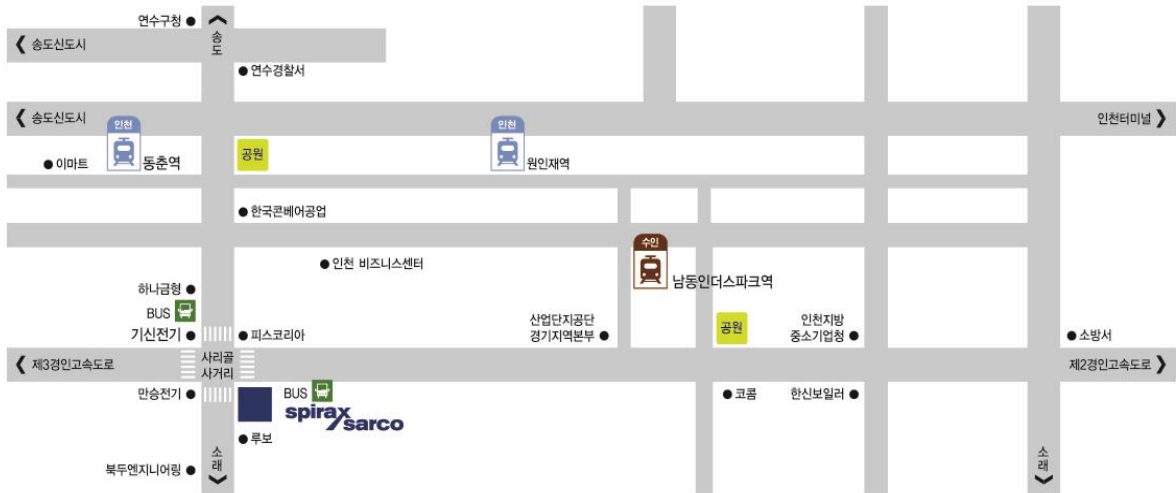 연수구청
송도
송도신도시
연수경찰서
송도신도시
인천터미널
인천
인천
이마트
동춘역
공원
원인재역
한국콘베어공업
수인
인천 비즈니스센터
남동인더스파크역
하나금형
BUS
기신전기
피스코리아
산업단지공단
경기지역본부
공원
인천지방
중소기업청
소방서
제3경인고속도로
사리골
사거리
제2경인고속도로
만승전기
BUS
spirax
sarco
코콤
한신보일러
루보
소래
소래
북두엔지니어링